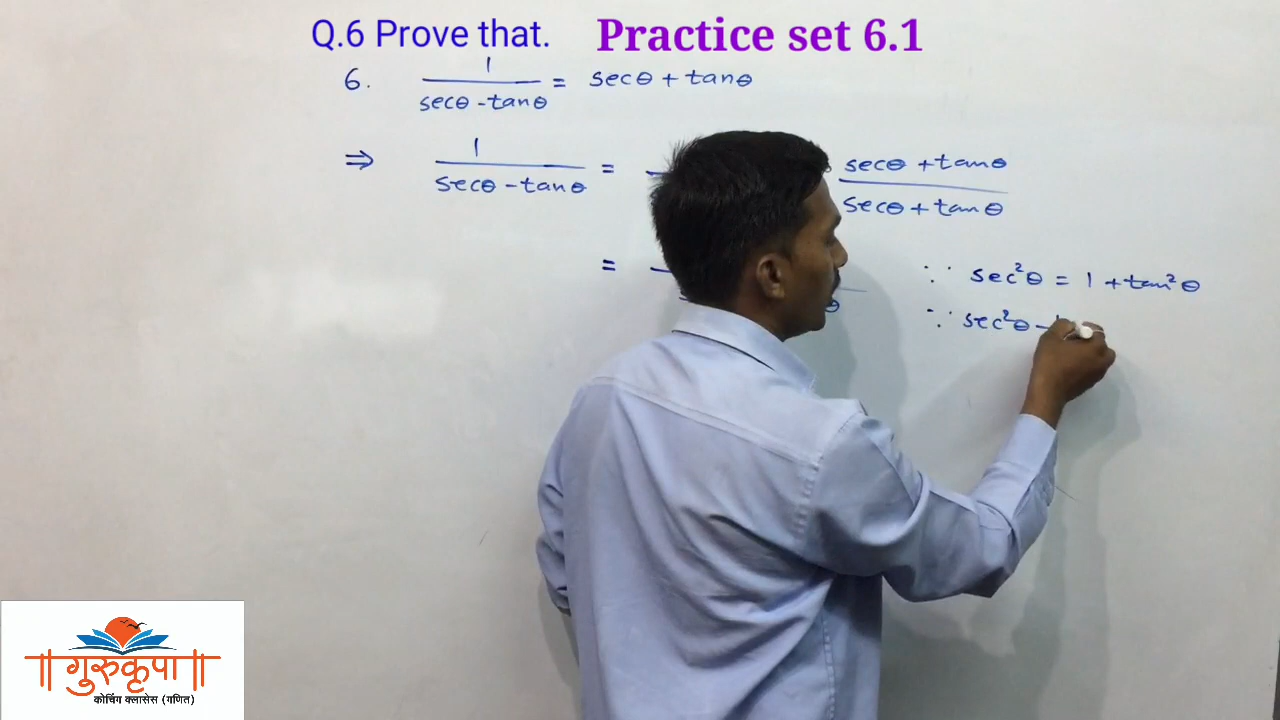 Q.6 Prove that. Practice set 6.1
6. 1 / secθ - tanθ = secθ + tanθ
⇒ 1 / secθ - tanθ = secθ + tanθ / secθ + tanθ
= θ ∵ sec²θ = 1 + tan²θ
∵ sec²θ -
गुरुकृपा
कोचिंग क्लासेस (गणित)